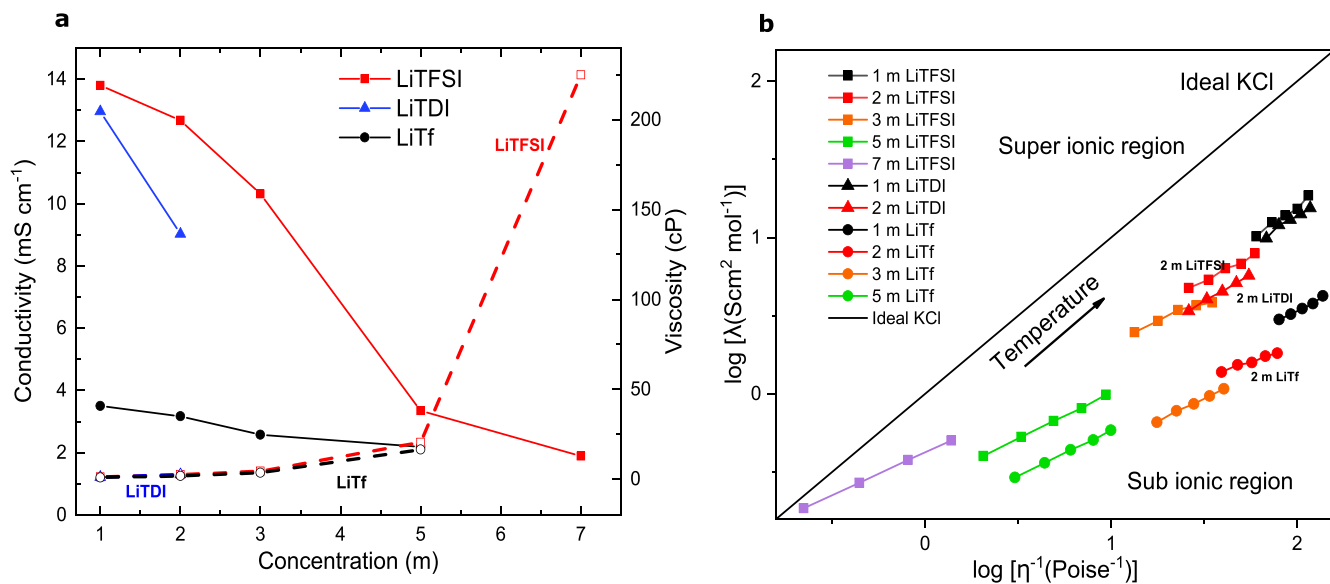 a
Conductivity (mS cm⁻¹)
14
12
10
8
6
4
2
0
LiTFSI
LiTDI
LiTf
LiTFSI
LiTDI
LiTf
1
2
3
4
5
6
7
Concentration (m)
200
150
100
50
0
Viscosity (cP)
b
log [λ(Scm² mol⁻¹)]
2
1
0
1 m LiTFSI
2 m LiTFSI
3 m LiTFSI
5 m LiTFSI
7 m LiTFSI
1 m LiTDI
2 m LiTDI
1 m LiTf
2 m LiTf
3 m LiTf
5 m LiTf
Ideal KCl
Ideal KCl
Super ionic region
Temperature
2 m LiTFSI
2 m LiTDI
2 m LiTf
Sub ionic region
0
1
2
log [η⁻¹(Poise⁻¹)]